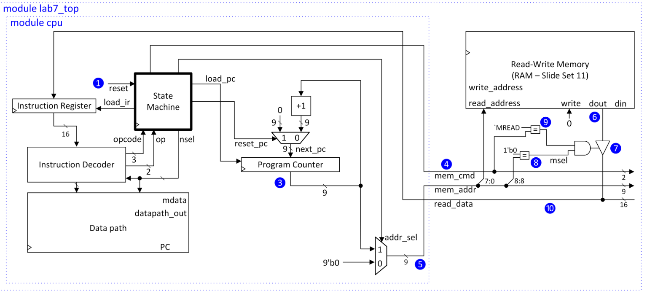 module lab7_top
module cpu
1
reset
load_ir
State
Machine
load_pc
Instruction Register
16
opcode
op
nsel
3
2
Instruction Decoder
mdata
datapath_out
Data path
PC
0
9
+1
9
reset_pc
1 0
9
next_pc
Program Counter
3
9
addr_sel
1
0
9'b0
9
5
Read-Write Memory
(RAM – Slide Set 11)
write_address
read_address
write
dout
din
0
6
`MREAD
=
9
1'b0
=
8
msel
7
4
mem_cmd
2
mem_addr
7:0
8:8
9
read_data
10
16